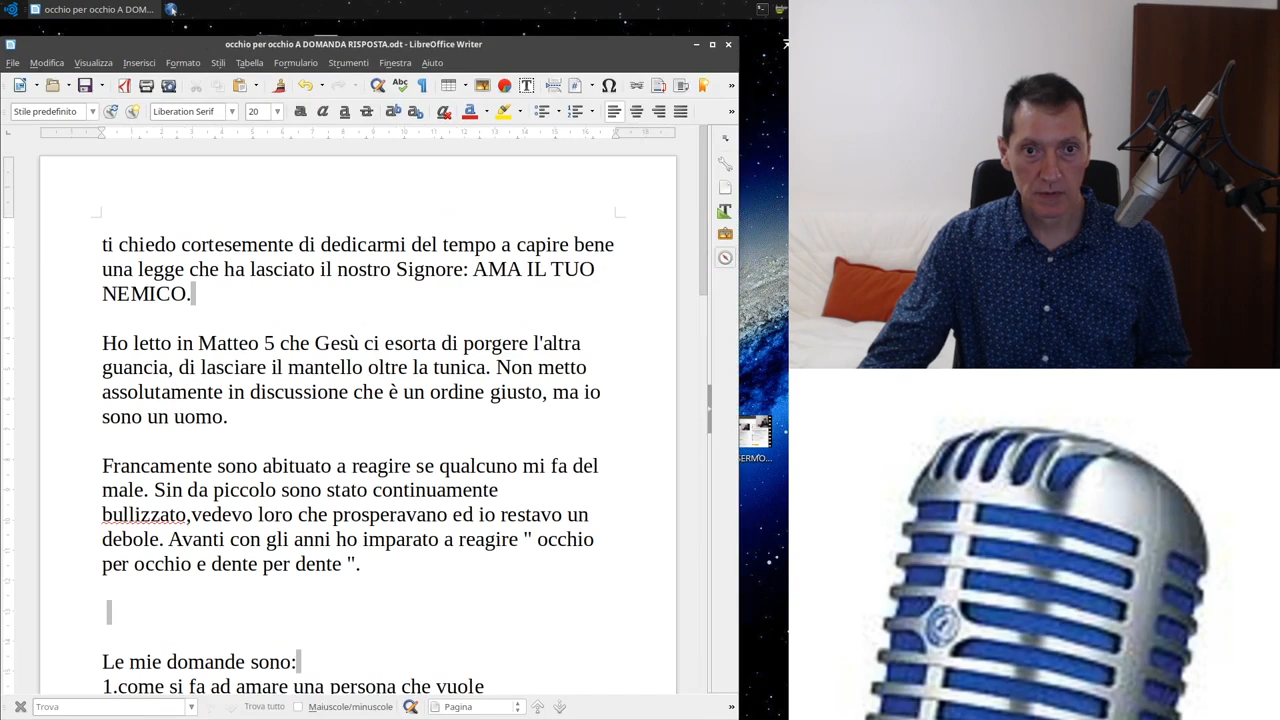 occhio per occhio A DOM...
occhio per occhio A DOMANDA RISPOSTA.odt - LibreOffice Writer
File Modifica Visualizza Inserisci Formato Stili Tabella Formulario Strumenti Finestra Aiuto
Stile predefinito Liberation Serif 20
ti chiedo cortesemente di dedicarmi del tempo a capire bene
una legge che ha lasciato il nostro Signore: AMA IL TUO
NEMICO.
Ho letto in Matteo 5 che Gesù ci esorta di porgere l'altra
guancia, di lasciare il mantello oltre la tunica. Non metto
assolutamente in discussione che è un ordine giusto, ma io
sono un uomo.
Francamente sono abituato a reagire se qualcuno mi fa del
male. Sin da piccolo sono stato continuamente
bullizzato,vedevo loro che prosperavano ed io restavo un
debole. Avanti con gli anni ho imparato a reagire " occhio
per occhio e dente per dente ".
Le mie domande sono:
1.come si fa ad amare una persona che vuole
SERMO...
Trova Trova tutto Maiuscole/minuscole Pagina